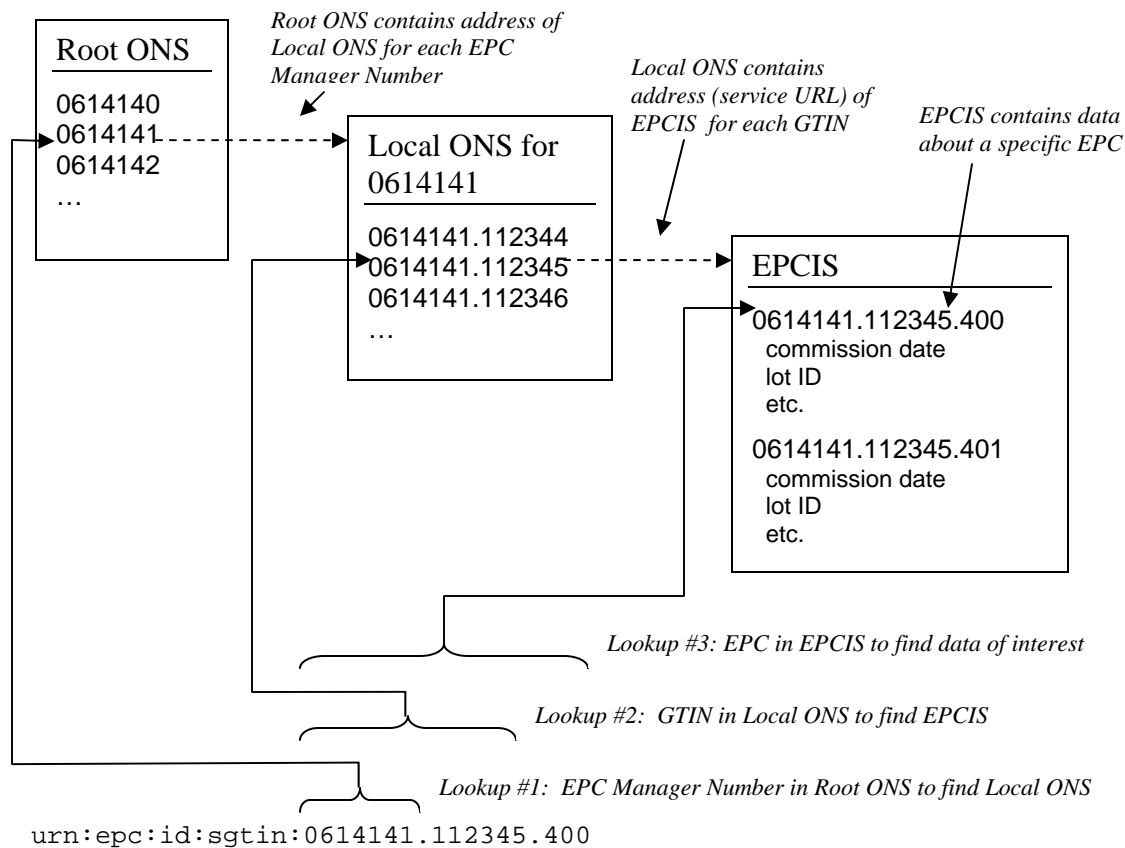 Root ONS
0614140
0614141
0614142
…
Root ONS contains address of
Local ONS for each EPC
Manager Number
Local ONS for
0614141
0614141.112344
0614141.112345
0614141.112346
…
Local ONS contains
address (service URL) of
EPCIS for each GTIN
EPCIS contains data
about a specific EPC
EPCIS
0614141.112345.400
commission date
lot ID
etc.
0614141.112345.401
commission date
lot ID
etc.
Lookup #3: EPC in EPCIS to find data of interest
Lookup #2: GTIN in Local ONS to find EPCIS
Lookup #1: EPC Manager Number in Root ONS to find Local ONS
urn:epc:id:sgtin:0614141.112345.400